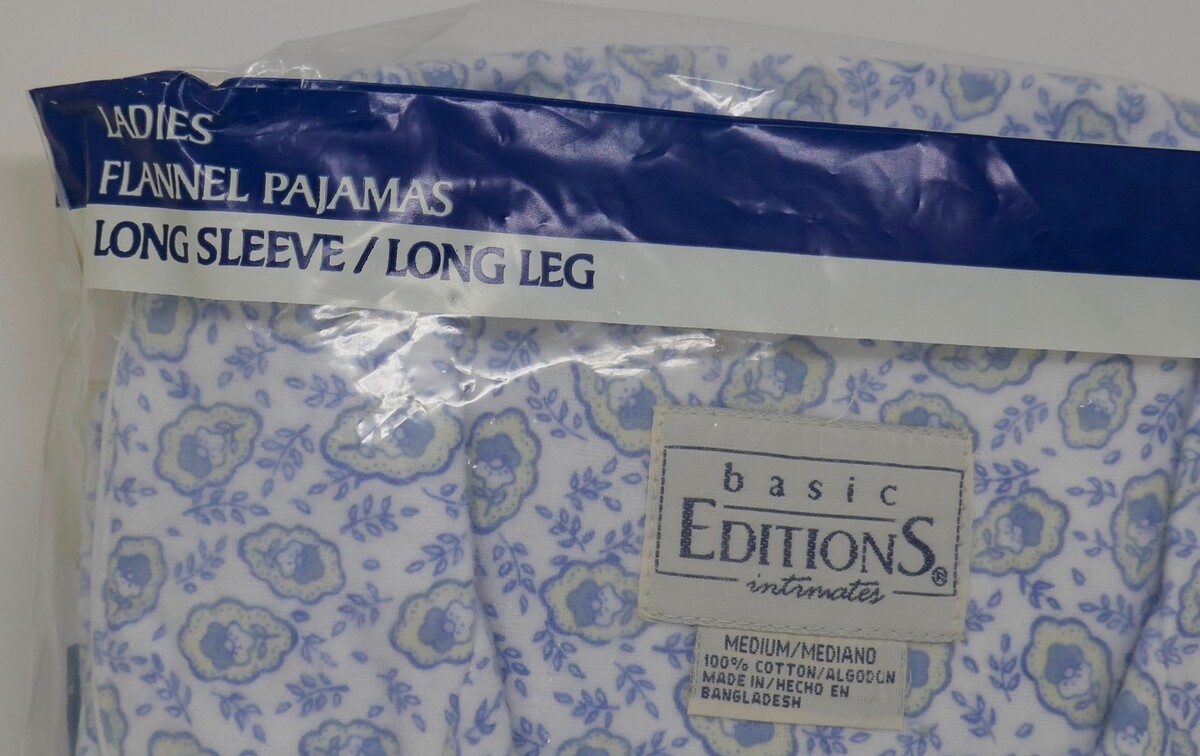 LADIES
FLANNEL PAJAMAS
LONG SLEEVE / LONG LEG
basic
EDITIONS®
intimates
MEDIUM/MEDIANO
100% COTTON/ALGODON
MADE IN/HECHO EN
BANGLADESH